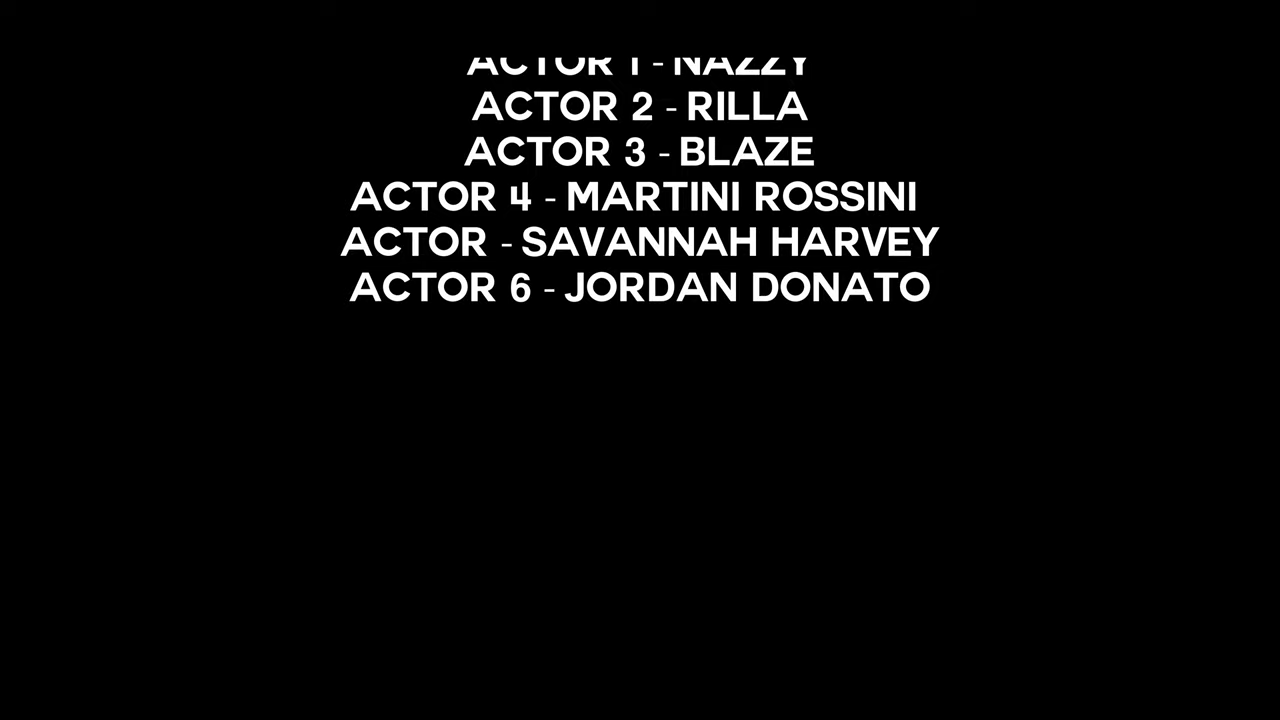 ACTOR 1 - NAZZY
ACTOR 2 - RILLA
ACTOR 3 - BLAZE
ACTOR 4 - MARTINI ROSSINI
ACTOR - SAVANNAH HARVEY
ACTOR 6 - JORDAN DONATO